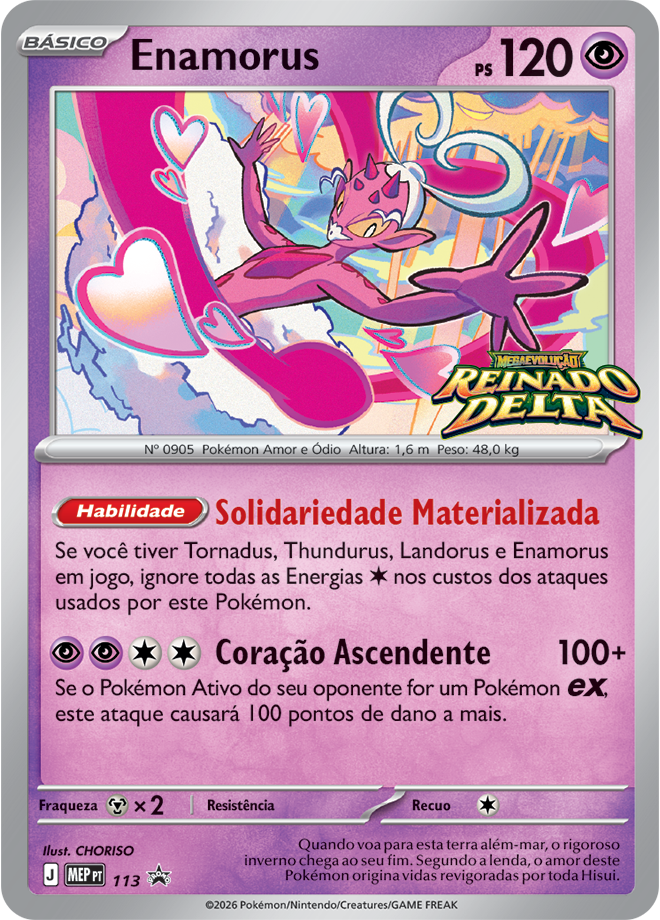 BÁSICO
Enamorus
PS 120
MEGAEVOLUÇÃO
REINADO
DELTA
Nº 0905 Pokémon Amor e Ódio Altura: 1,6 m Peso: 48,0 kg
Habilidade Solidariedade Materializada
Se você tiver Tornadus, Thundurus, Landorus e Enamorus
em jogo, ignore todas as Energias nos custos dos ataques
usados por este Pokémon.
Coração Ascendente 100+
Se o Pokémon Ativo do seu oponente for um Pokémon ex,
este ataque causará 100 pontos de dano a mais.
Fraqueza ×2 Resistência Recuo
Ilust. CHORISO
Quando voa para esta terra além-mar, o rigoroso
inverno chega ao seu fim. Segundo a lenda, o amor deste
Pokémon origina vidas revigoradas por toda Hisui.
J MEP PT 113 PROMO
©2026 Pokémon/Nintendo/Creatures/GAME FREAK